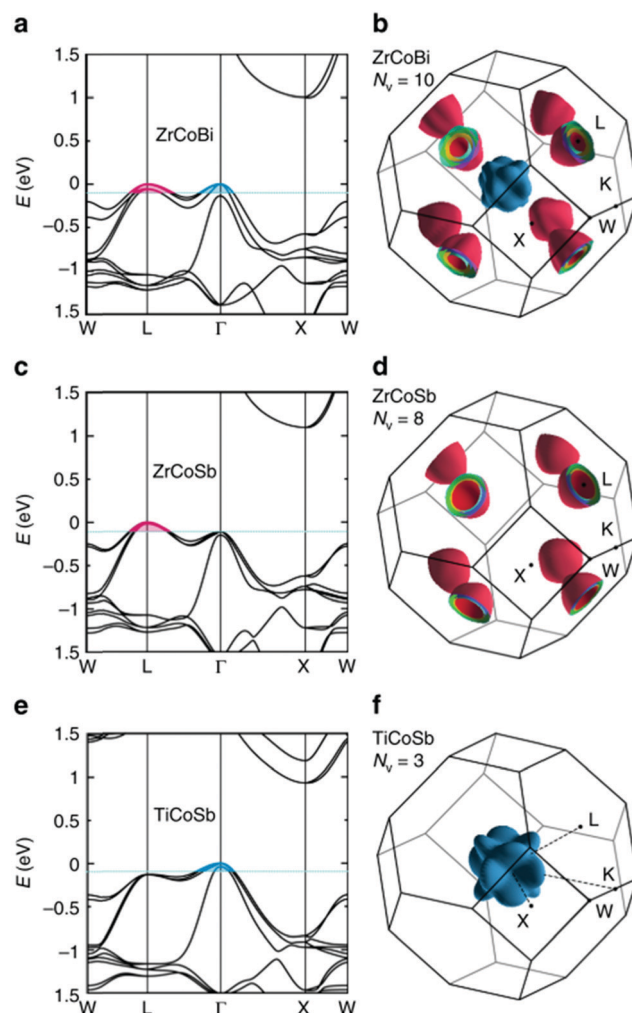 a
1.5
1
0.5
0
−0.5
−1
1.5
E (eV)
ZrCoBi
W L Γ X W
b
ZrCoBi
Nv = 10
L
K
W
X
c
1.5
1
0.5
0
−0.5
−1
1.5
E (eV)
ZrCoSb
W L Γ X W
d
ZrCoSb
Nv = 8
L
K
W
X
e
1.5
1
0.5
0
−0.5
−1
1.5
E (eV)
TiCoSb
W L Γ X W
f
TiCoSb
Nv = 3
L
K
W
X